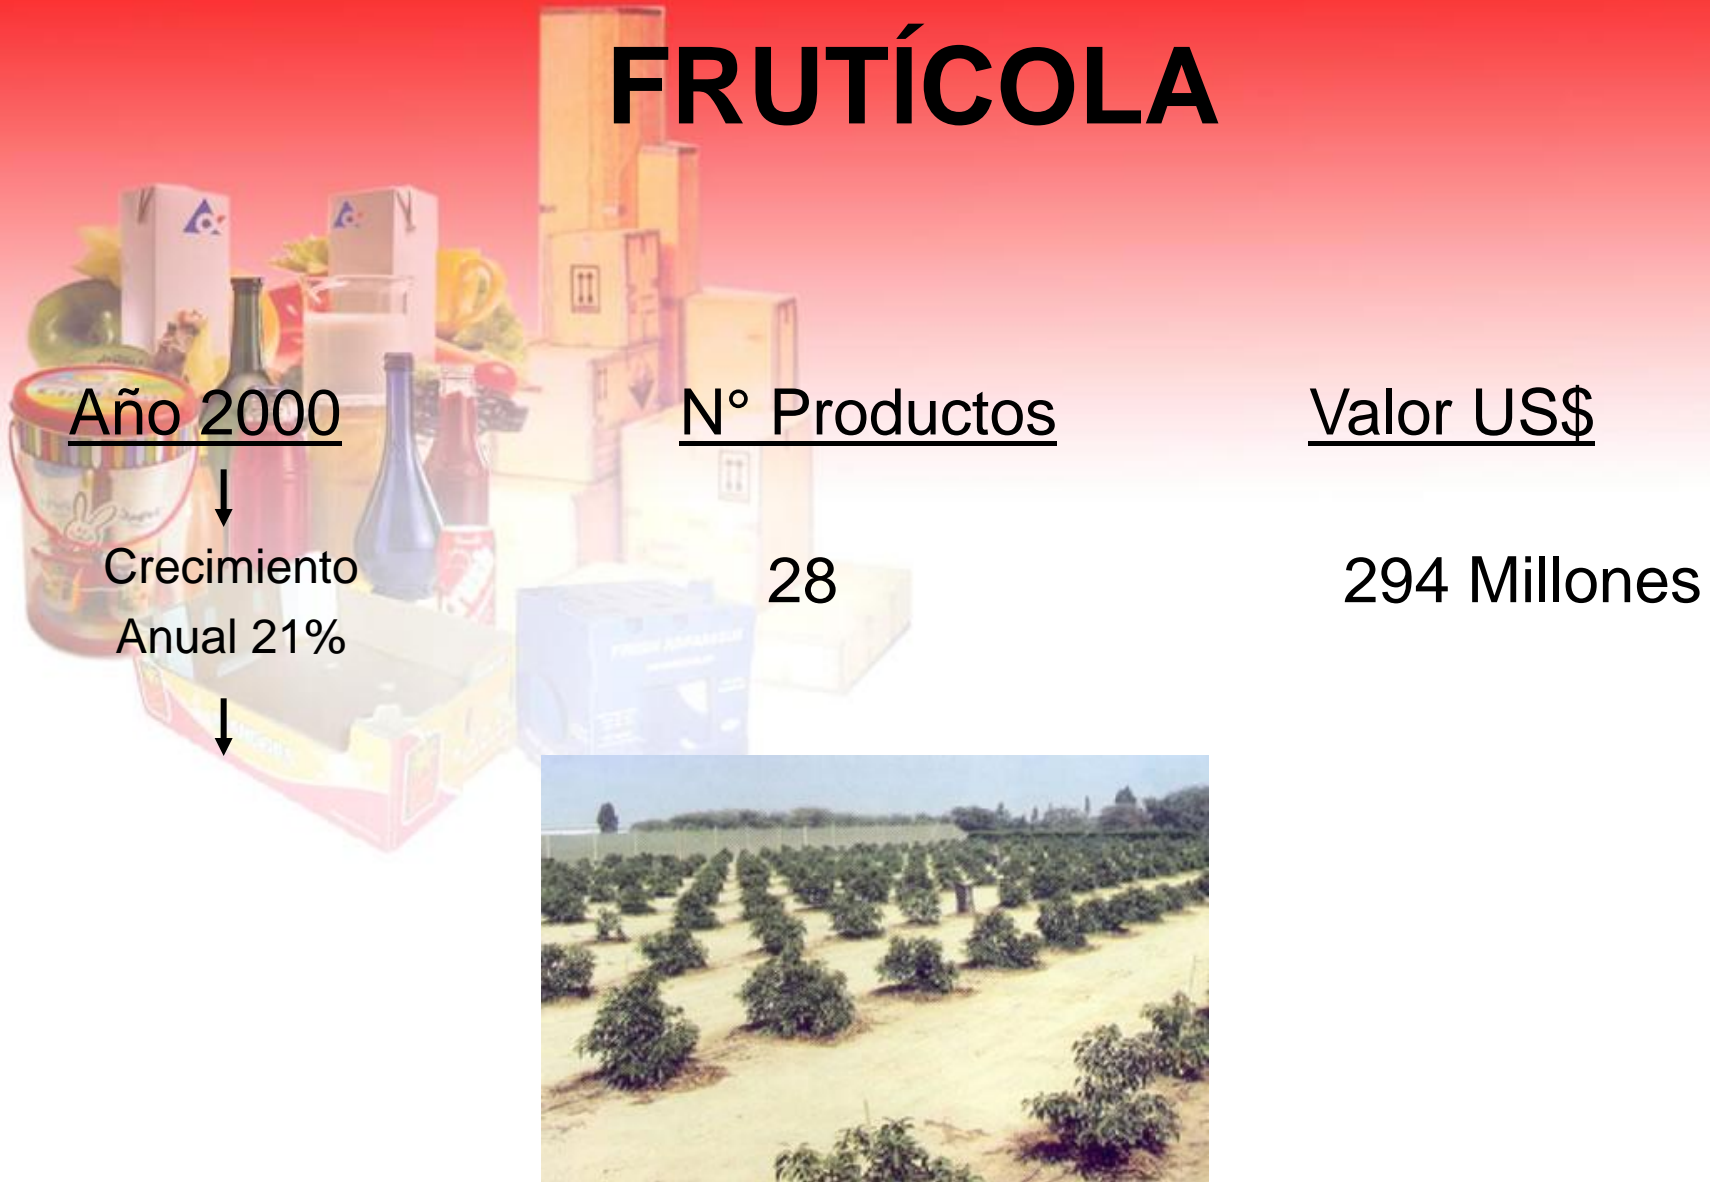 FRUTÍCOLA
Año 2000
N° Productos
Valor US$
Crecimiento
Anual 21%
28
294 Millones